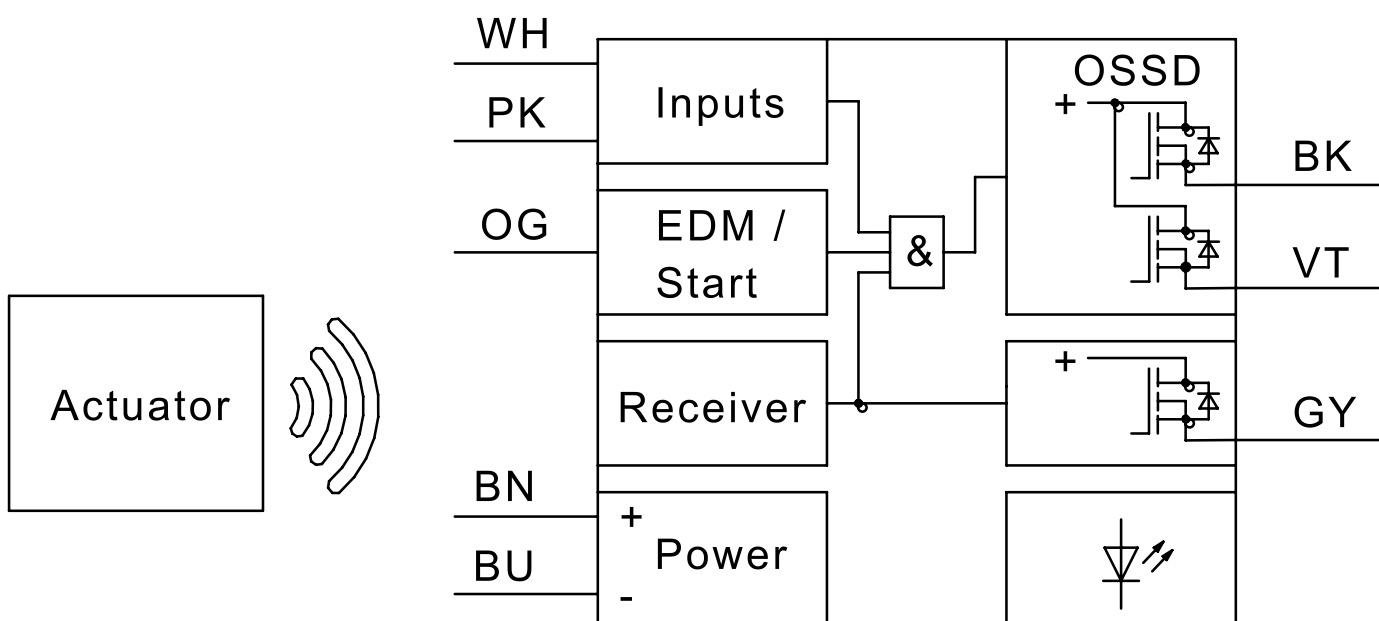 WH
PK
OG
BN
BU
Actuator
Inputs
EDM /
Start
Receiver
+
Power
-
&
OSSD
+
+
BK
VT
GY